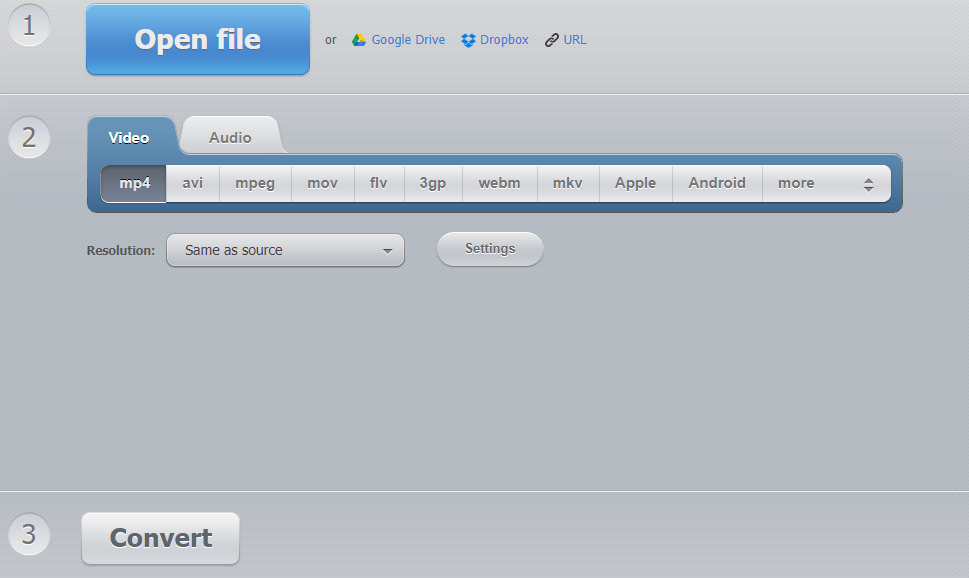 1
Open file or Google Drive Dropbox URL
2
Video Audio
mp4 avi mpeg mov flv 3gp webm mkv Apple Android more
Resolution: Same as source Settings
3
Convert